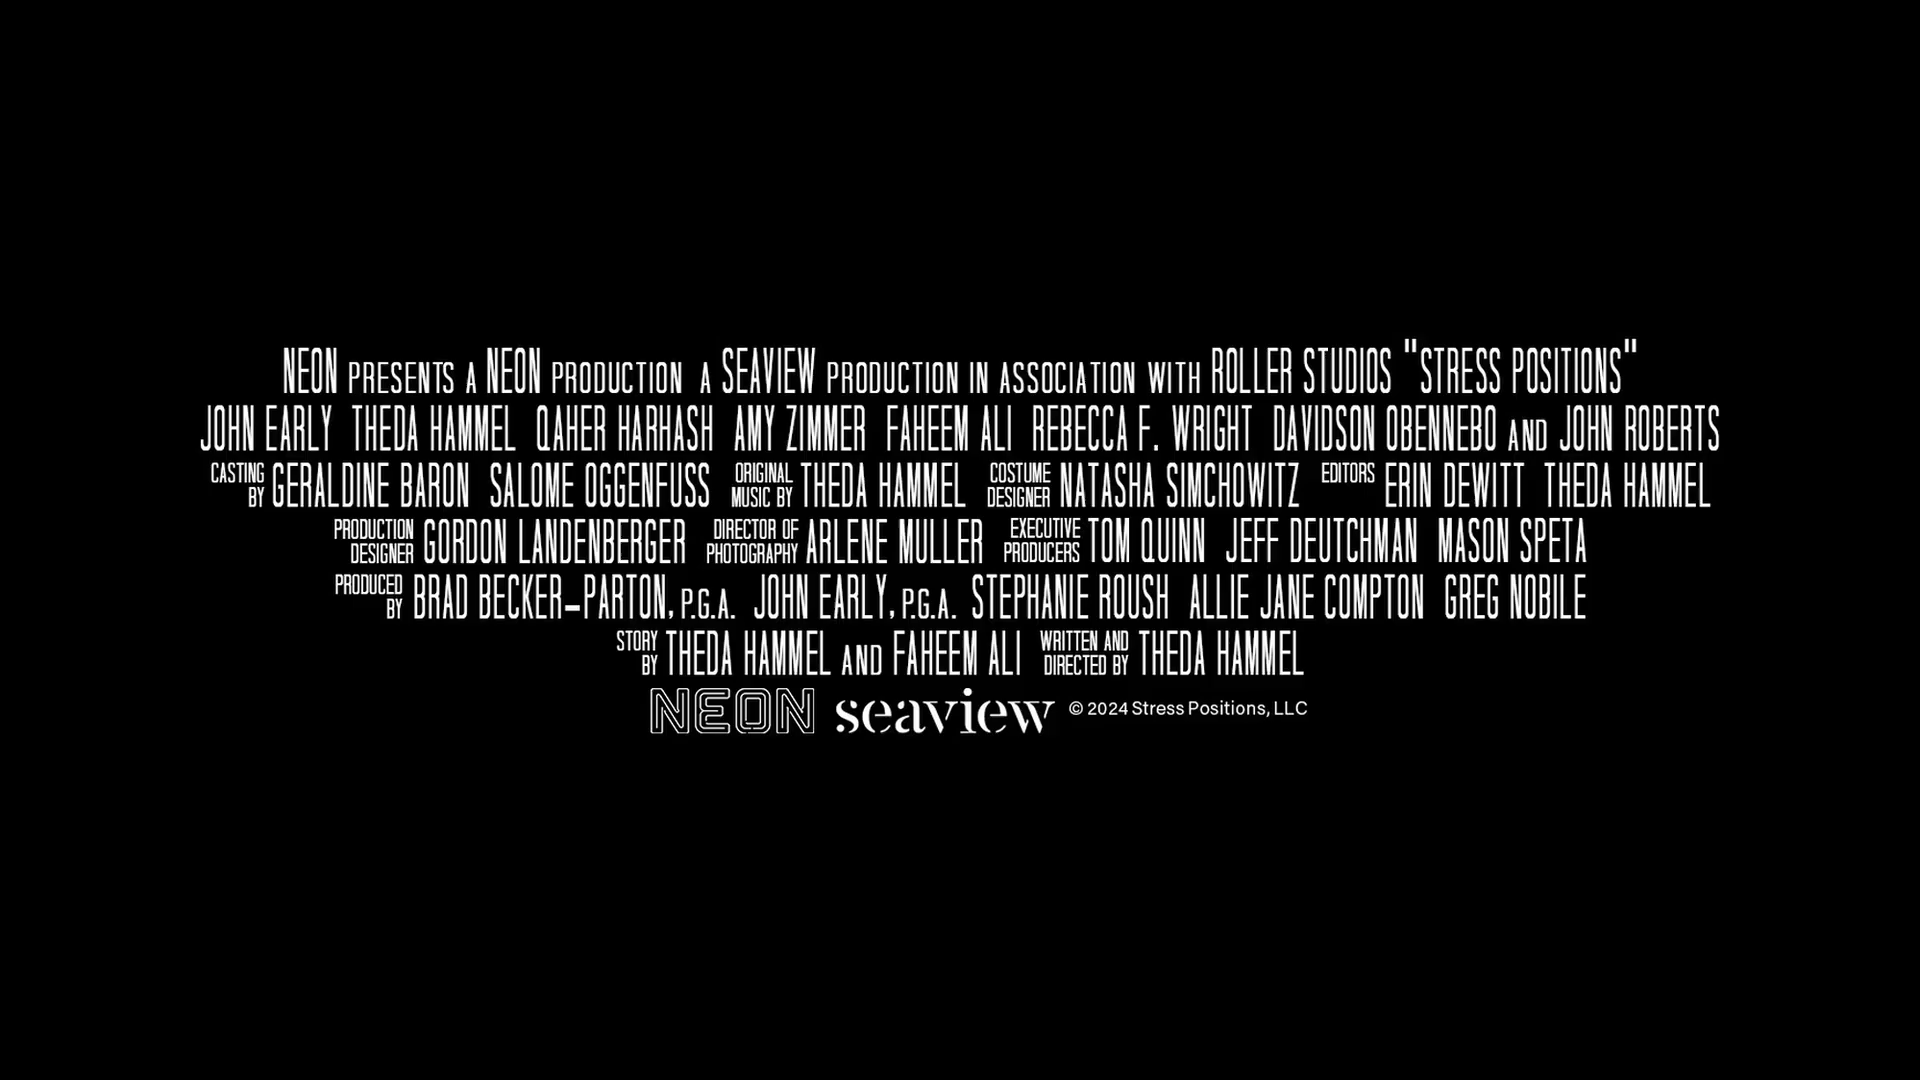 NEON PRESENTS A NEON PRODUCTION A SEAVIEW PRODUCTION IN ASSOCIATION WITH ROLLER STUDIOS "STRESS POSITIONS"
JOHN EARLY THEDA HAMMEL QAHER HARHASH AMY ZIMMER FAHEEM ALI REBECCA F. WRIGHT DAVIDSON OBENNEBO AND JOHN ROBERTS
CASTING BY GERALDINE BARON SALOME OGGENFUSS ORIGINAL MUSIC BY THEDA HAMMEL COSTUME DESIGNER NATASHA SIMCHOWITZ EDITORS ERIN DEWITT THEDA HAMMEL
PRODUCTION DESIGNER GORDON LANDENBERGER DIRECTOR OF PHOTOGRAPHY ARLENE MULLER EXECUTIVE PRODUCERS TOM QUINN JEFF DEUTCHMAN MASON SPETA
PRODUCED BY BRAD BECKER-PARTON, P.G.A. JOHN EARLY, P.G.A. STEPHANIE ROUSH ALLIE JANE COMPTON GREG NOBILE
STORY BY THEDA HAMMEL AND FAHEEM ALI WRITTEN AND DIRECTED BY THEDA HAMMEL
NEON seaview © 2024 Stress Positions, LLC